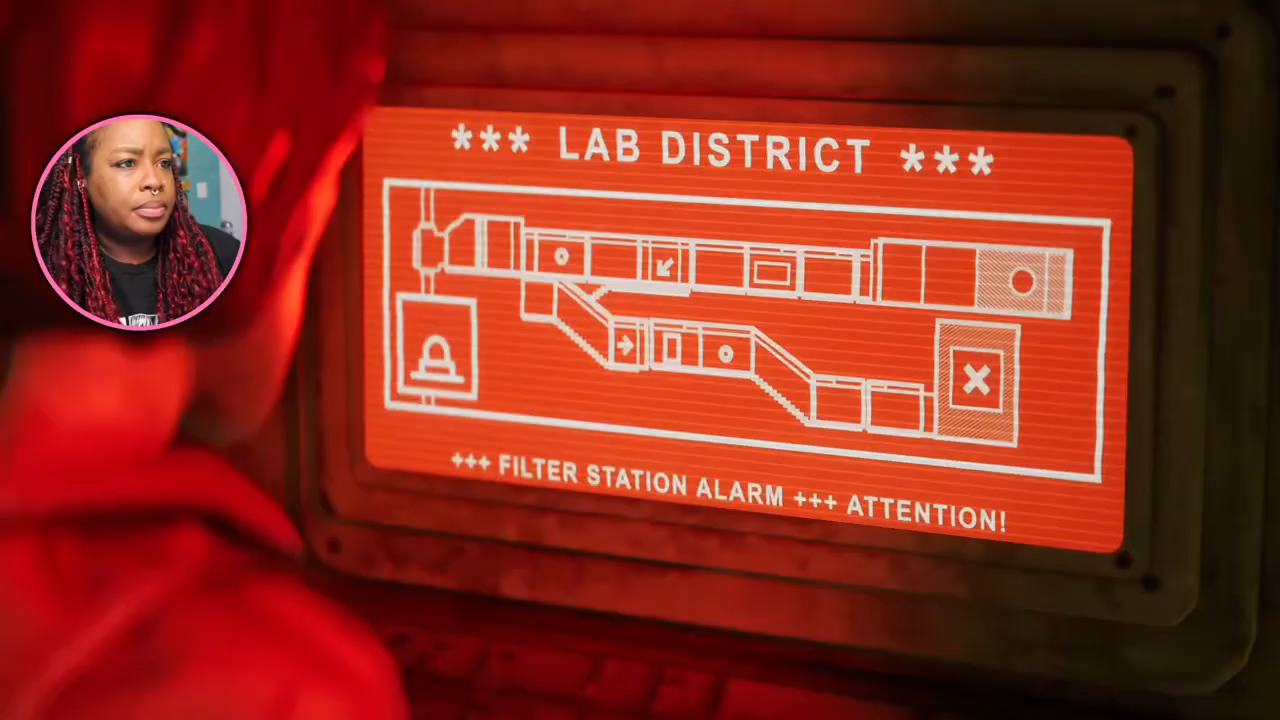 *** LAB DISTRICT ***
+++ FILTER STATION ALARM +++ ATTENTION!